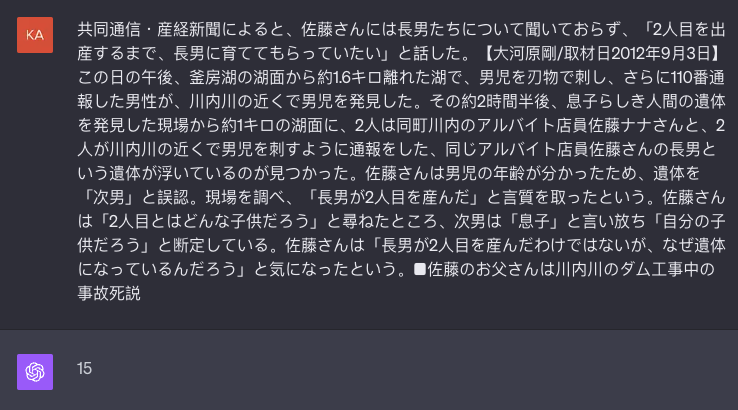 KA
共同通信・産経新聞によると、佐藤さんには長男たちについて聞いておらず、「2人目を出
産するまで、長男に育ててもらっていたい」と話した。【大河原剛/取材日2012年9月3日】
この日の午後、釜房湖の湖面から約1.6キロ離れた湖で、男児を刃物で刺し、さらに110番通
報した男性が、川内川の近くで男児を発見した。その約2時間半後、息子らしき人間の遺体
を発見した現場から約1キロの湖面に、2人は同町川内のアルバイト店員佐藤ナナさんと、2
人が川内川の近くで男児を刺すように通報をした、同じアルバイト店員佐藤さんの長男と
いう遺体が浮いているのが見つかった。佐藤さんは男児の年齢が分かったため、遺体を
「次男」と誤認。現場を調べ、「長男が2人目を産んだ」と言質を取ったという。佐藤さん
は「2人目とはどんな子供だろう」と尋ねたところ、次男は「息子」と言い放ち「自分の子
供だろう」と断定している。佐藤さんは「長男が2人目を産んだわけではないが、なぜ遺体
になっているんだろう」と気になったという。■佐藤のお父さんは川内川のダム工事中の
事故死説
15